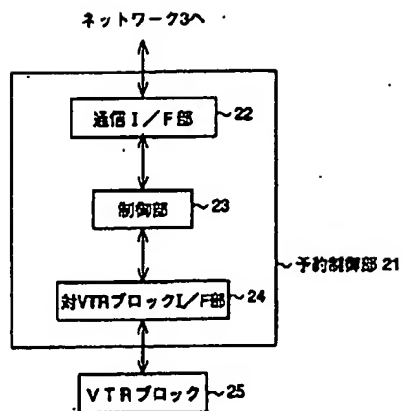 ネットワーク3へ
通信I/F部 22
制御部 23
予約制御部 21
対VTRブロックI/F部 24
VTRブロック 25